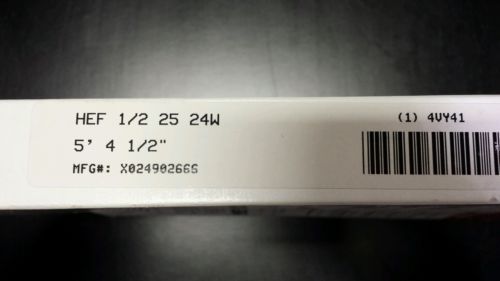 HEF 1/2 25 24W
(1) 4VY41
5' 4 1/2"
MFG#: X02490266S